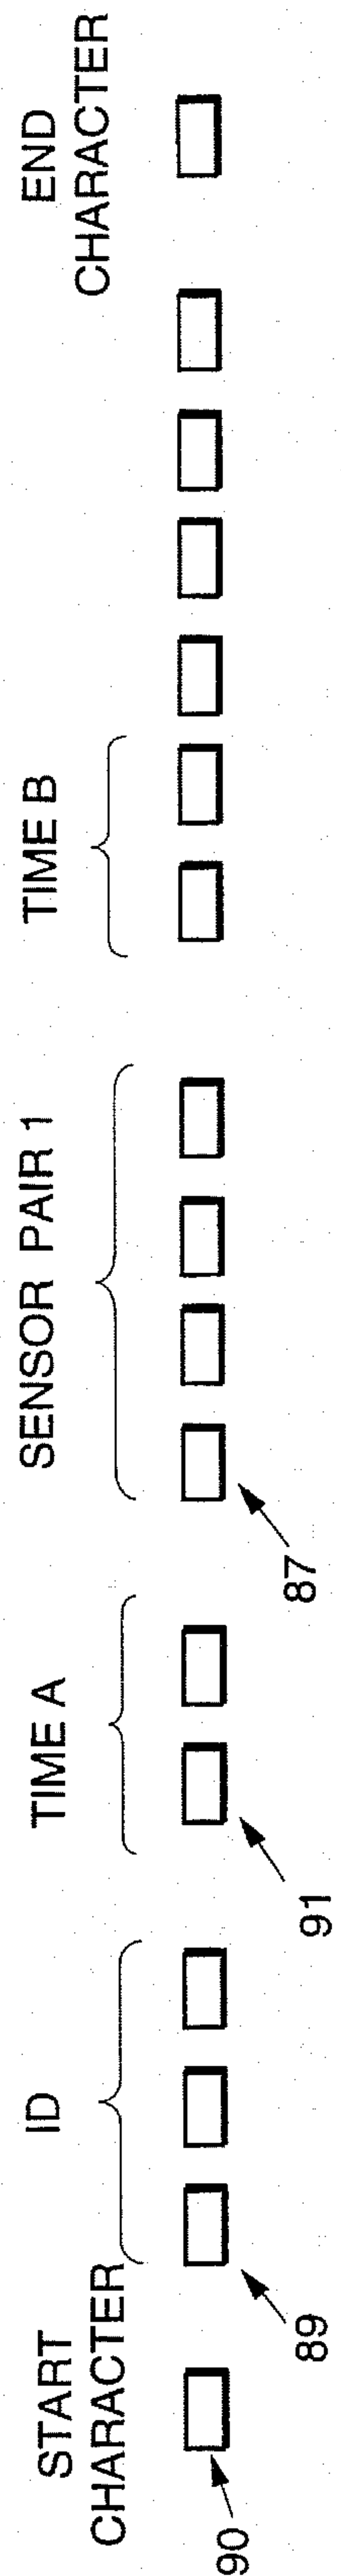 START
CHARACTER
ID
TIME A
SENSOR PAIR 1
TIME B
END
CHARACTER
90
89
91
87